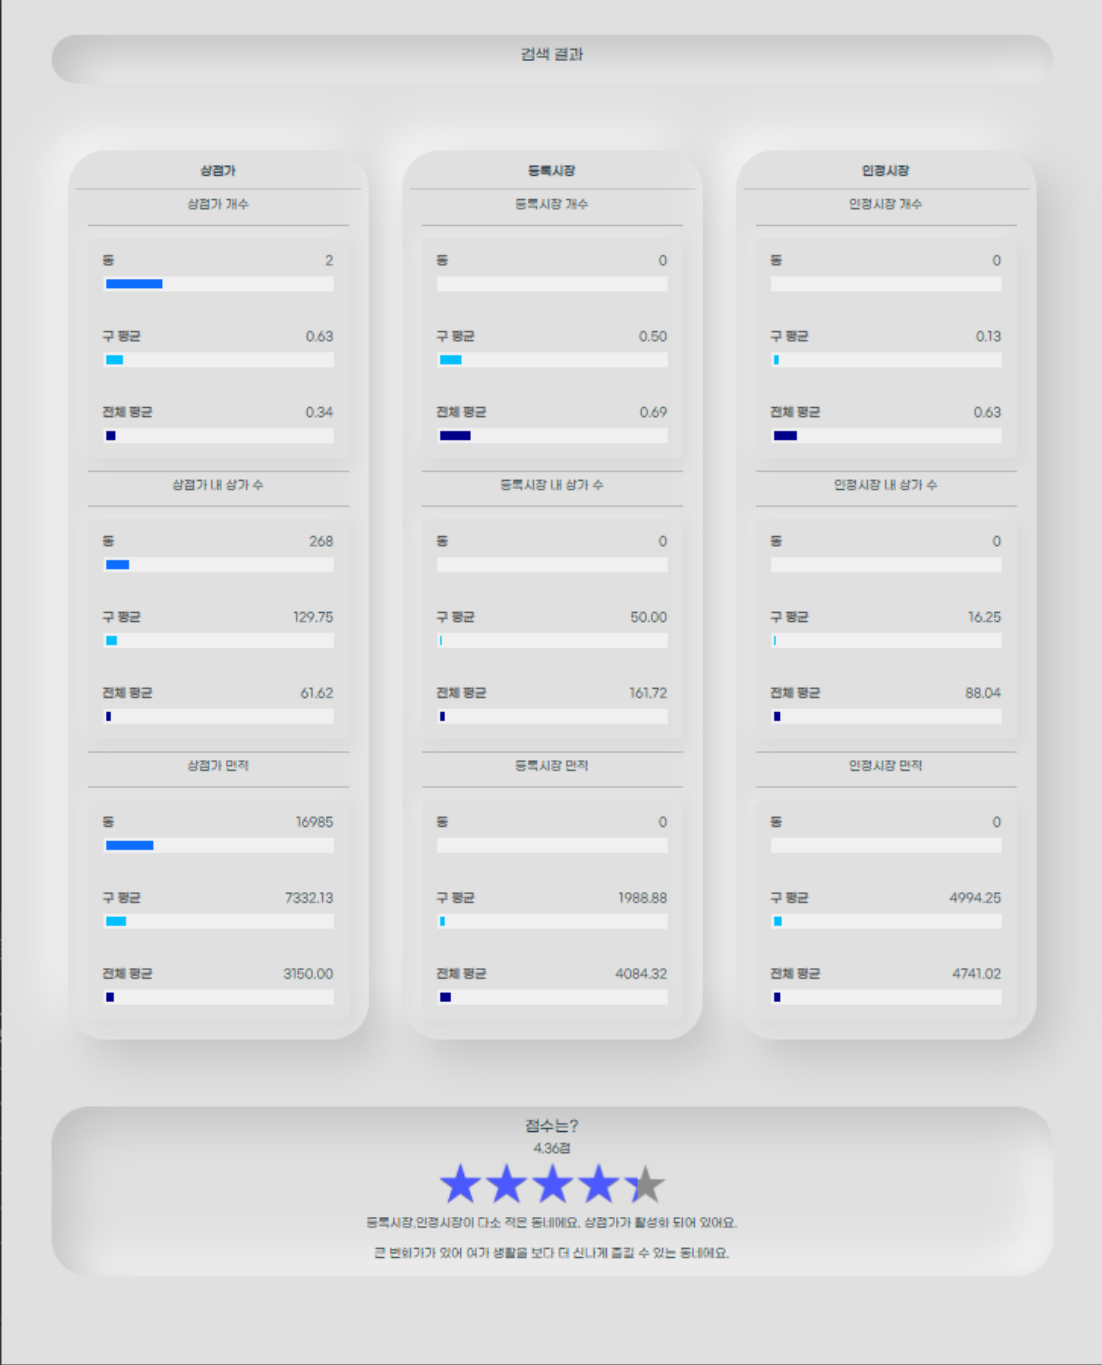 검색 결과
상점가
상점가 개수
동 2
구 평균 0.63
전체 평균 0.34
상점가 내 상가 수
동 268
구 평균 129.75
전체 평균 61.62
상점가 면적
동 16985
구 평균 7332.13
전체 평균 3150.00
등록시장
등록시장 개수
동 0
구 평균 0.50
전체 평균 0.69
등록시장 내 상가 수
동 0
구 평균 50.00
전체 평균 161.72
등록시장 면적
동 0
구 평균 1988.88
전체 평균 4084.32
인정시장
인정시장 개수
동 0
구 평균 0.13
전체 평균 0.63
인정시장 내 상가 수
동 0
구 평균 16.25
전체 평균 88.04
인정시장 면적
동 0
구 평균 4994.25
전체 평균 4741.02
점수는?
4.36점
등록시장,인정시장이 다소 적은 동네에요. 상점가가 활성화 되어 있어요.
큰 번화가가 있어 여가 생활을 보다 더 신나게 즐길 수 있는 동네에요.